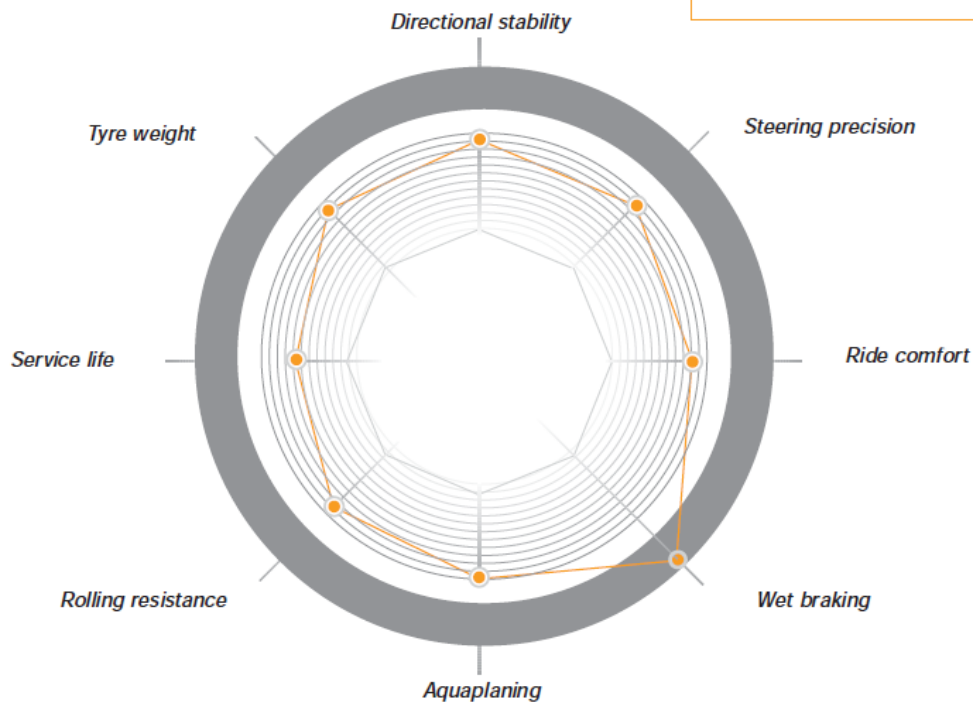 Directional stability
Tyre weight
Steering precision
Service life
Ride comfort
Rolling resistance
Wet braking
Aquaplaning